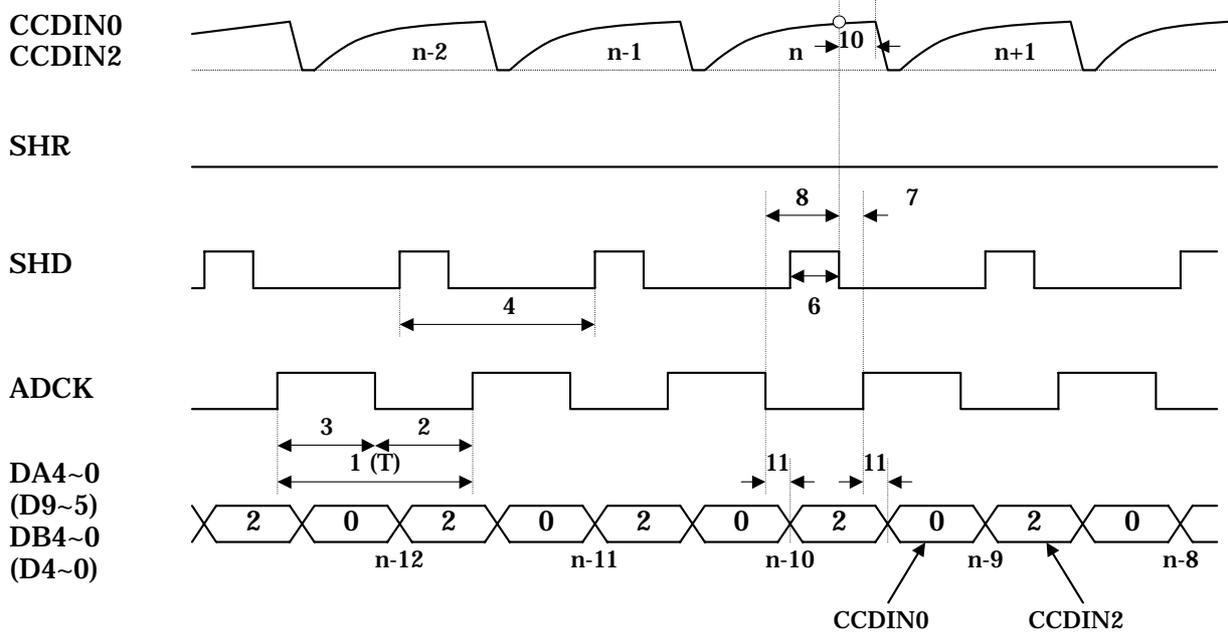 CCDIN0
CCDIN2
n-2
n-1
n
10
n+1
SHR
8
7
SHD
6
4
ADCK
3
2
1 (T)
11
11
DA4~0
(D9~5)
DB4~0
(D4~0)
2
0
2
0
2
0
2
0
2
0
n-12
n-11
n-10
n-9
n-8
CCDIN0
CCDIN2